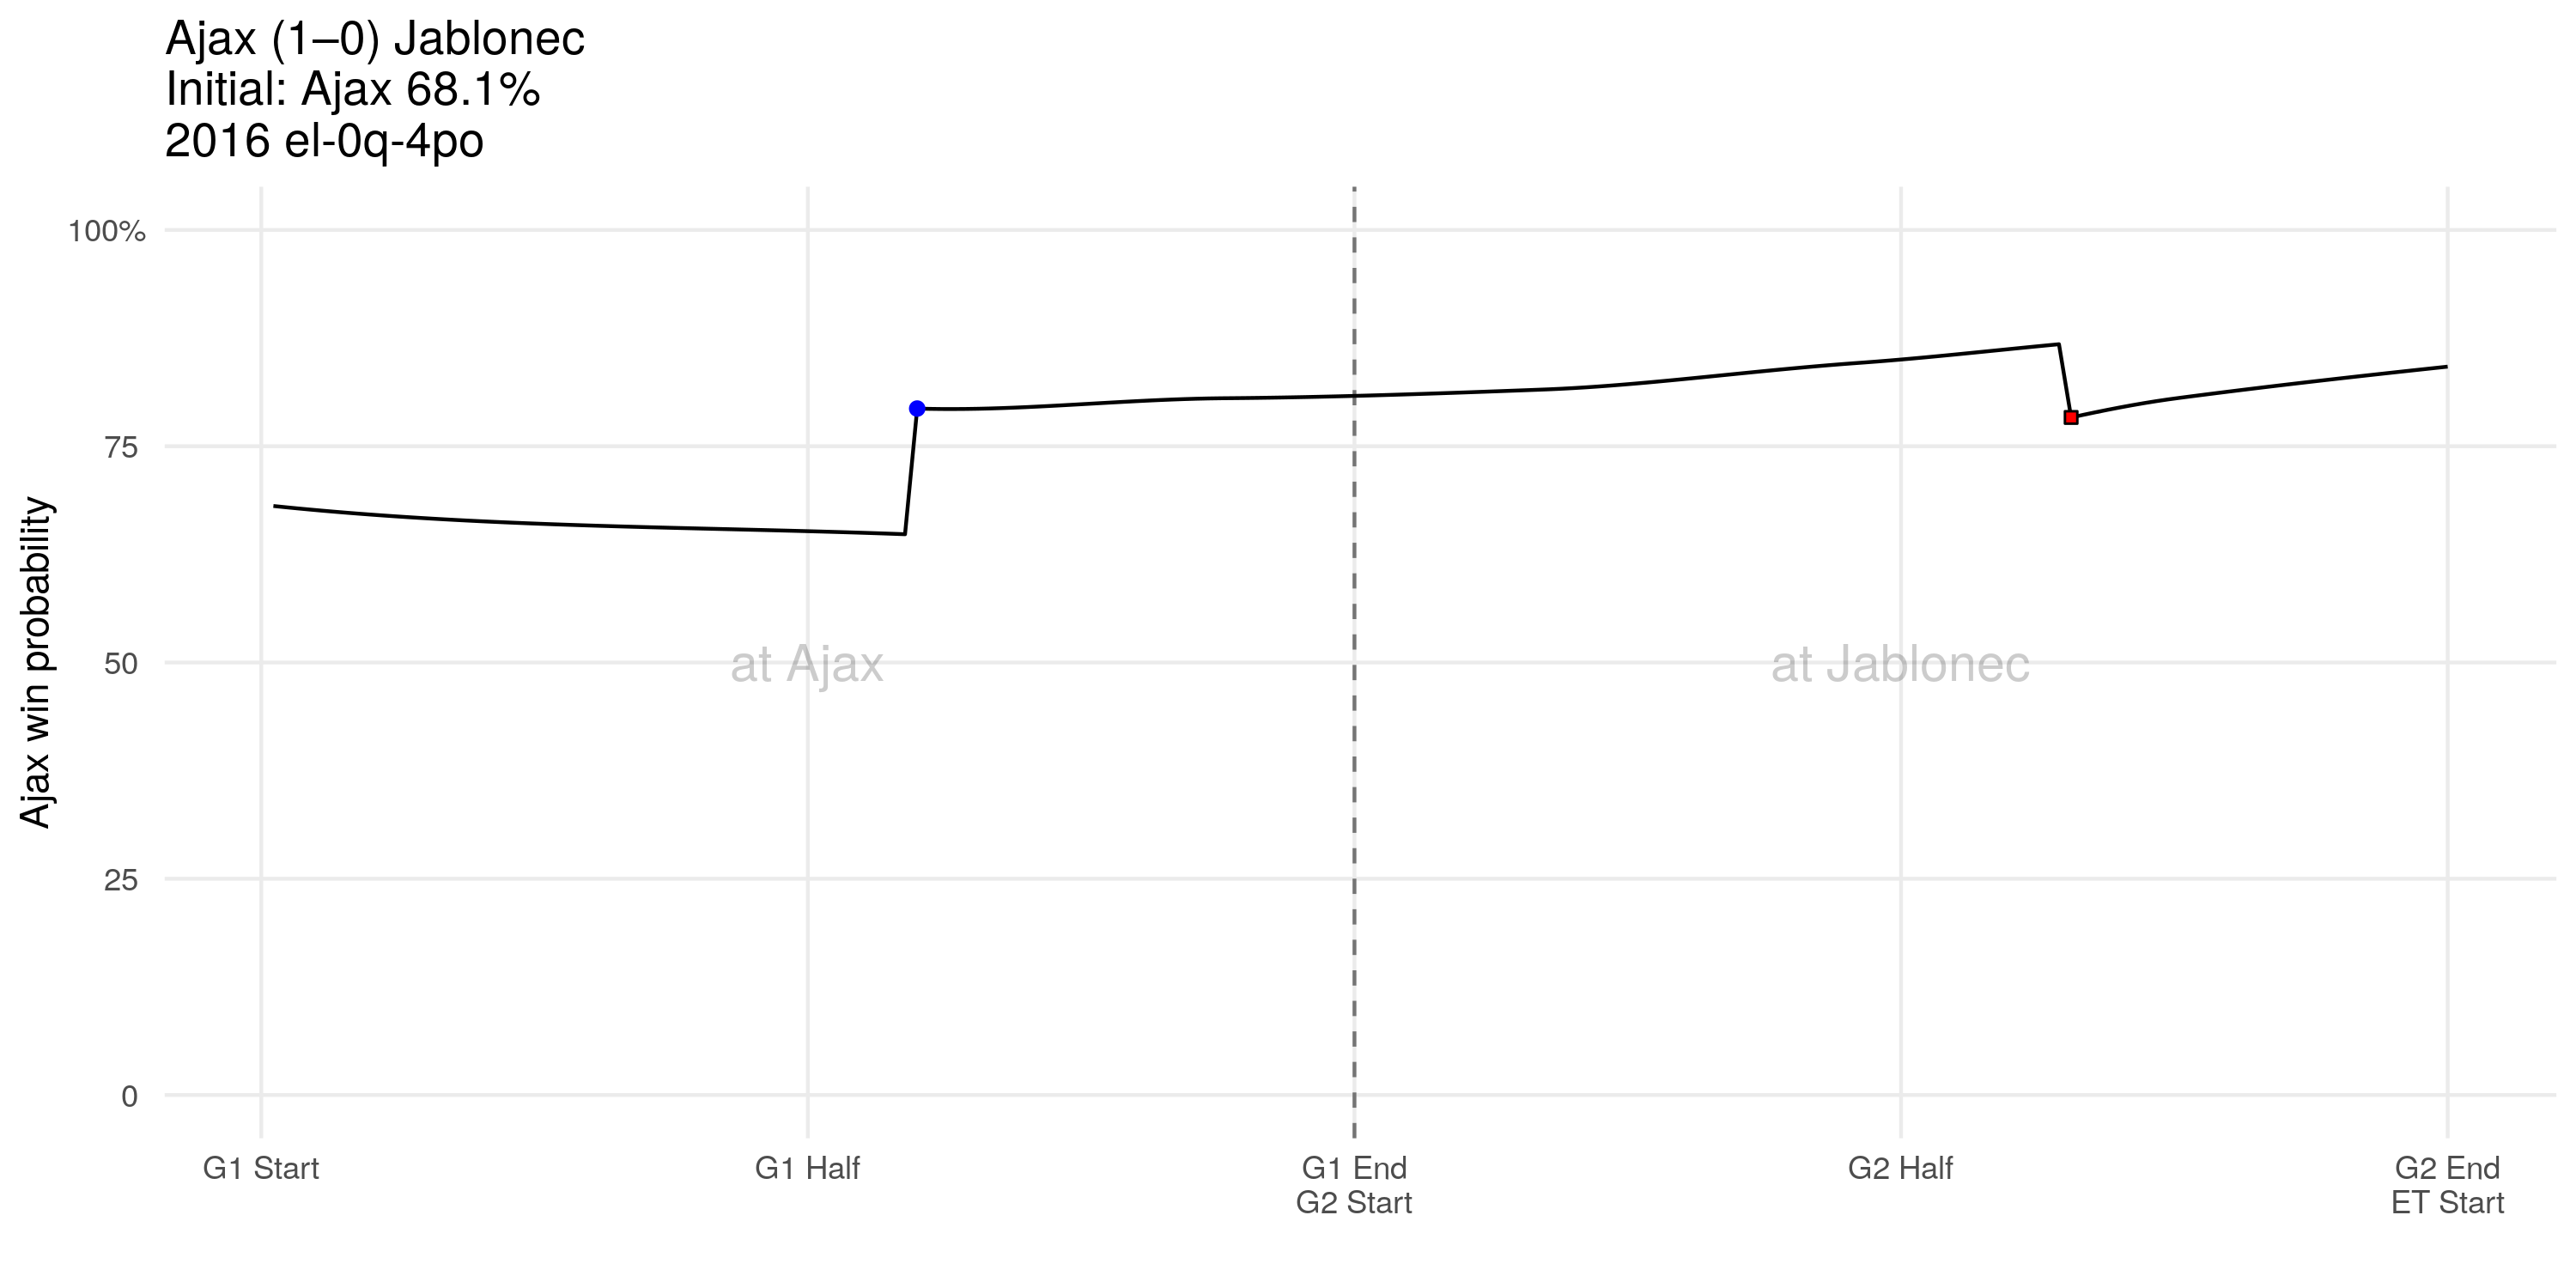 Ajax (1–0) Jablonec
Initial: Ajax 68.1%
2016 el-0q-4po
Ajax win probability
100%
75
50
25
0
at Ajax
at Jablonec
G1 Start
G1 Half
G1 End
G2 Start
G2 Half
G2 End
ET Start